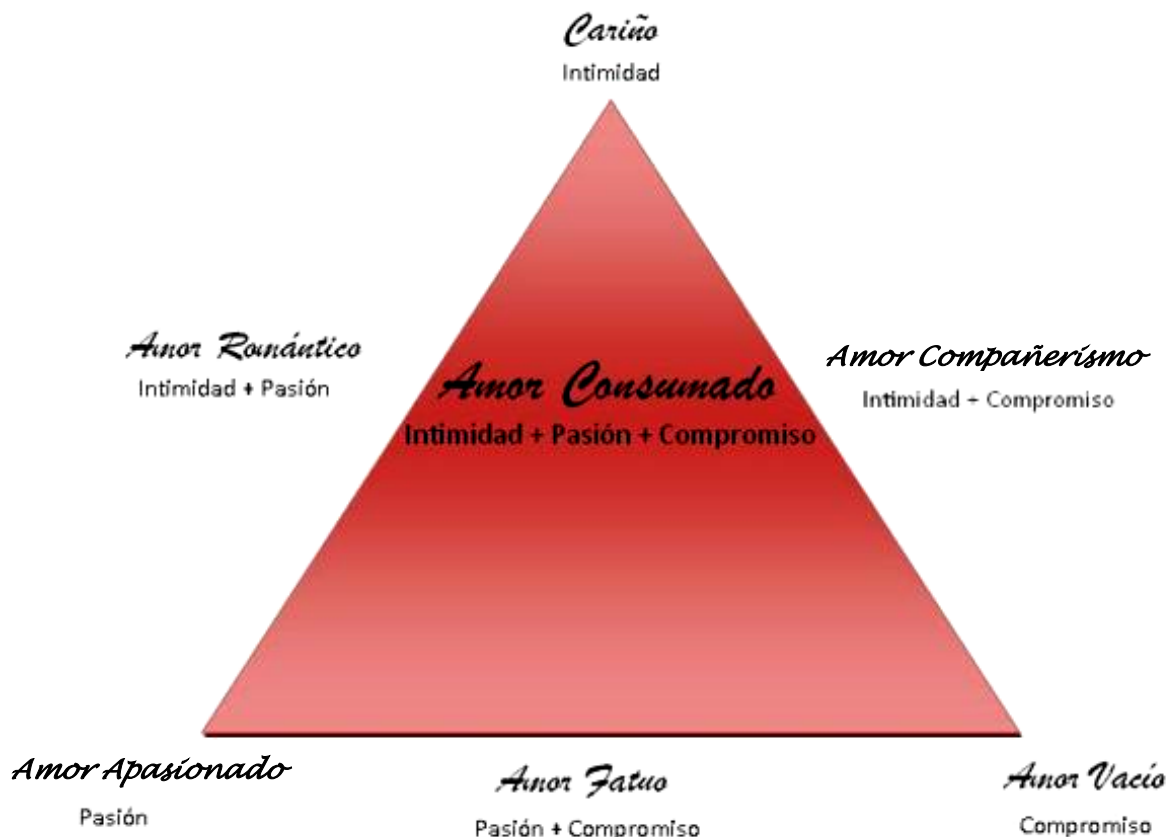 Cariño
Intimidad
Amor Romántico
Intimidad + Pasión
Amor Consumado
Intimidad + Pasión + Compromiso
Amor Compañerismo
Intimidad + Compromiso
Amor Apasionado
Pasión
Amor Fatuo
Pasión + Compromiso
Amor Vacío
Compromiso